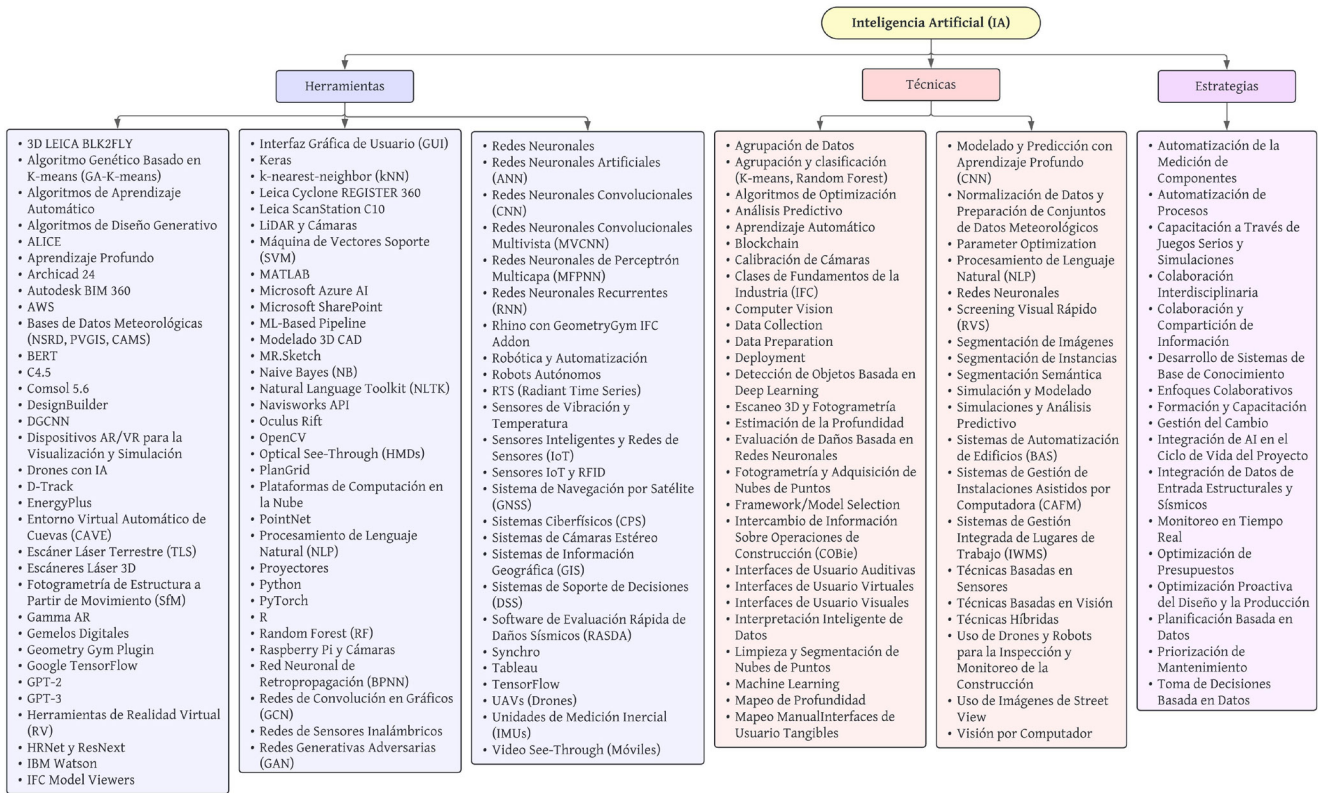 Inteligencia Artificial (IA)
Herramientas
Técnicas
Estrategias
• 3D LEICA BLK2FLY
• Algoritmo Genético Basado en
K-means (GA-K-means)
• Algoritmos de Aprendizaje
Automático
• Algoritmos de Diseño Generativo
• ALICE
• Aprendizaje Profundo
• Archicad 24
• Autodesk BIM 360
• AWS
• Bases de Datos Meteorológicas
(NSRD, PVGIS, CAMS)
• BERT
• C4.5
• Comsol 5.6
• DesignBuilder
• DGCNN
• Dispositivos AR/VR para la
Visualización y Simulación
• Drones con IA
• D-Track
• EnergyPlus
• Entorno Virtual Automático de
Cuevas (CAVE)
• Escáner Láser Terrestre (TLS)
• Escáneres Láser 3D
• Fotogrametría de Estructura a
Partir de Movimiento (SfM)
• Gamma AR
• Gemelos Digitales
• Geometry Gym Plugin
• Google TensorFlow
• GPT-2
• GPT-3
• Herramientas de Realidad Virtual
(RV)
• HRNet y ResNext
• IBM Watson
• IFC Model Viewers
• Interfaz Gráfica de Usuario (GUI)
• Keras
• k-nearest-neighbor (kNN)
• Leica Cyclone REGISTER 360
• Leica ScanStation C10
• LiDAR y Cámaras
• Máquina de Vectores Soporte
(SVM)
• MATLAB
• Microsoft Azure AI
• Microsoft SharePoint
• ML-Based Pipeline
• Modelado 3D CAD
• MR.Sketch
• Naive Bayes (NB)
• Natural Language Toolkit (NLTK)
• Navisworks API
• Oculus Rift
• OpenCV
• Optical See-Through (HMDs)
• PlanGrid
• Plataformas de Computación en
la Nube
• PointNet
• Procesamiento de Lenguaje
Natural (NLP)
• Proyectores
• Python
• PyTorch
• R
• Random Forest (RF)
• Raspberry Pi y Cámaras
• Red Neuronal de
Retropropagación (BPNN)
• Redes de Convolución en Gráficos
(GCN)
• Redes de Sensores Inalámbricos
• Redes Generativas Adversarias
(GAN)
• Redes Neuronales
• Redes Neuronales Artificiales
(ANN)
• Redes Neuronales Convolucionales
(CNN)
• Redes Neuronales Convolucionales
Multivista (MVCNN)
• Redes Neuronales de Perceptrón
Multicapa (MFPNN)
• Redes Neuronales Recurrentes
(RNN)
• Rhino con GeometryGym IFC
Addon
• Robótica y Automatización
• Robots Autónomos
• RTS (Radiant Time Series)
• Sensores de Vibración y
Temperatura
• Sensores Inteligentes y Redes de
Sensores (IoT)
• Sensores IoT y RFID
• Sistema de Navegación por Satélite
(GNSS)
• Sistemas Ciberfísicos (CPS)
• Sistemas de Cámaras Estéreo
• Sistemas de Información
Geográfica (GIS)
• Sistemas de Soporte de Decisiones
(DSS)
• Software de Evaluación Rápida de
Daños Sísmicos (RASDA)
• Synchro
• Tableau
• TensorFlow
• UAVs (Drones)
• Unidades de Medición Inercial
(IMUs)
• Video See-Through (Móviles)
• Agrupación de Datos
• Agrupación y clasificación
(K-means, Random Forest)
• Algoritmos de Optimización
• Análisis Predictivo
• Aprendizaje Automático
• Blockchain
• Calibración de Cámaras
• Clases de Fundamentos de la
Industria (IFC)
• Computer Vision
• Data Collection
• Data Preparation
• Deployment
• Detección de Objetos Basada en
Deep Learning
• Escaneo 3D y Fotogrametría
• Estimación de la Profundidad
• Evaluación de Daños Basada en
Redes Neuronales
• Fotogrametría y Adquisición de
Nubes de Puntos
• Framework/Model Selection
• Intercambio de Información
Sobre Operaciones de
Construcción (COBie)
• Interfaces de Usuario Auditivas
• Interfaces de Usuario Virtuales
• Interfaces de Usuario Visuales
• Interpretación Inteligente de
Datos
• Limpieza y Segmentación de
Nubes de Puntos
• Machine Learning
• Mapeo de Profundidad
• Mapeo ManualInterfaces de
Usuario Tangibles
• Modelado y Predicción con
Aprendizaje Profundo
(CNN)
• Normalización de Datos y
Preparación de Conjuntos
de Datos Meteorológicos
• Parameter Optimization
• Procesamiento de Lenguaje
Natural (NLP)
• Redes Neuronales
• Screening Visual Rápido
(RVS)
• Segmentación de Imágenes
• Segmentación de Instancias
• Segmentación Semántica
• Simulación y Modelado
• Simulaciones y Análisis
Predictivo
• Sistemas de Automatización
de Edificios (BAS)
• Sistemas de Gestión de
Instalaciones Asistidos por
Computadora (CAFM)
• Sistemas de Gestión
Integrada de Lugares de
Trabajo (IWMS)
• Técnicas Basadas en
Sensores
• Técnicas Basadas en Visión
• Técnicas Híbridas
• Uso de Drones y Robots
para la Inspección y
Monitoreo de la
Construcción
• Uso de Imágenes de Street
View
• Visión por Computador
• Automatización de la
Medición de
Componentes
• Automatización de
Procesos
• Capacitación a Través de
Juegos Serios y
Simulaciones
• Colaboración
Interdisciplinaria
• Colaboración y
Compartición de
Información
• Desarrollo de Sistemas de
Base de Conocimiento
• Enfoques Colaborativos
• Formación y Capacitación
• Gestión del Cambio
• Integración de AI en el
Ciclo de Vida del Proyecto
• Integración de Datos de
Entrada Estructurales y
Sísmicos
• Monitoreo en Tiempo
Real
• Optimización de
Presupuestos
• Optimización Proactiva
del Diseño y la Producción
• Planificación Basada en
Datos
• Priorización de
Mantenimiento
• Toma de Decisiones
Basada en Datos